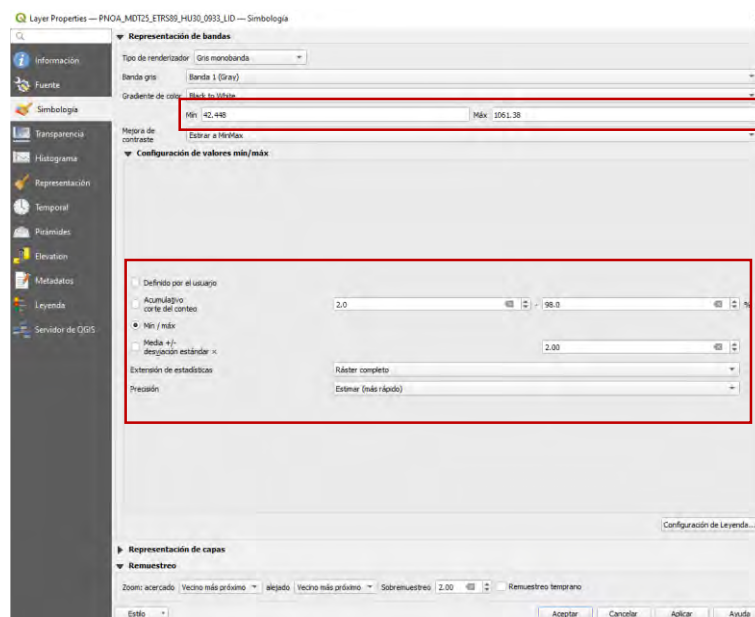 Layer Properties — PNOA_MDT25_ETRS89_HU30_0933_LID — Simbología
Información
Fuente
Simbología
Transparencia
Histograma
Representación
Temporal
Pirámides
Elevation
Metadatos
Leyenda
Servidor de QGIS
Representación de bandas
Tipo de renderizador Gris monobanda
Banda gris Banda 1 (Gray)
Gradiente de color Black to White
Mín 42.448 Máx 1061.38
Mejora de
contraste Estirar a MinMax
Configuración de valores mín/máx
Definido por el usuario
Acumulativo
corte del conteo 2.0 - 98.0 %
Mín / máx
Media +/-
desviación estándar × 2.00
Extensión de estadísticas Ráster completo
Precisión Estimar (más rápido)
Configuración de Leyenda...
Representación de capas
Remuestreo
Zoom: acercado Vecino más próximo alejado Vecino más próximo Sobremuestreo 2.00 Remuestreo temprano
Estilo Aceptar Cancelar Aplicar Ayuda